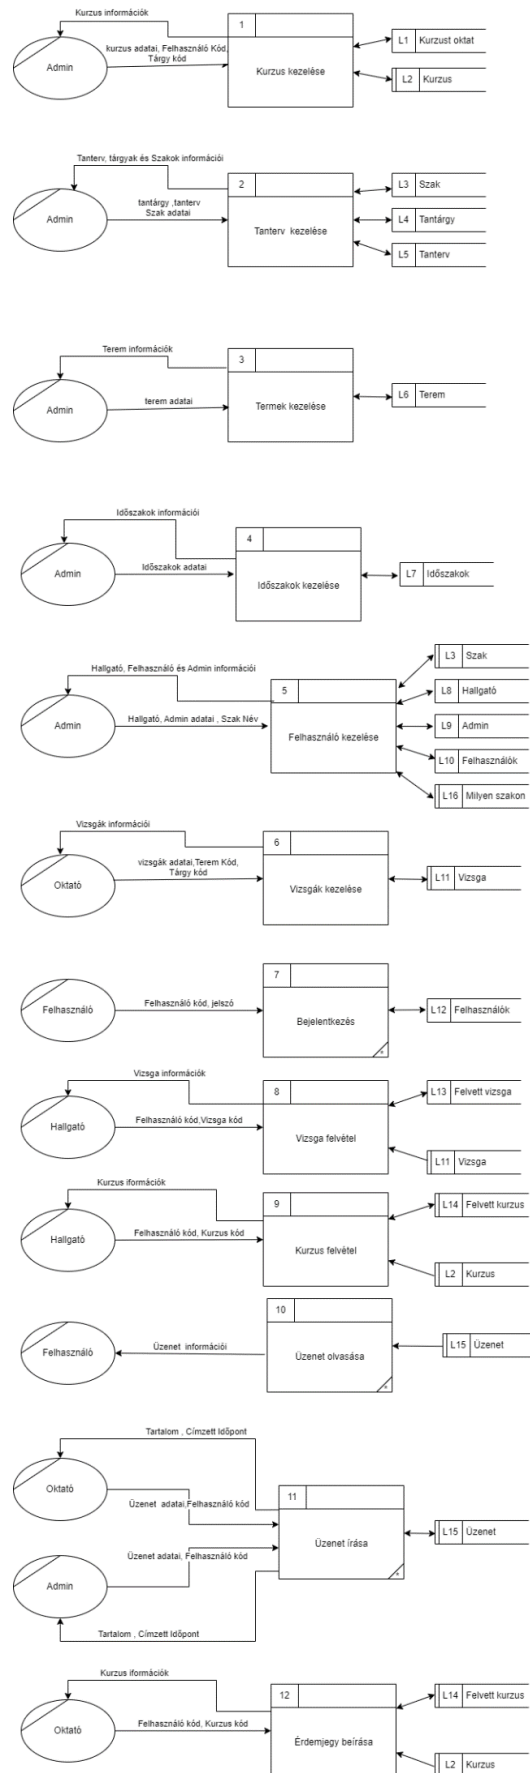 Kurzus információk
1
L1 Kurzust oktat
kurzus adatai, Felhasználó Kód,
Tárgy kód
Admin
Kurzus kezelése
L2 Kurzus
Tanterv, tárgyak és Szakok információi
2
L3 Szak
tantárgy ,tanterv
Szak adatai
Admin
L4 Tantárgy
Tanterv kezelése
L5 Tanterv
Terem információk
3
L6 Terem
terem adatai
Admin
Termek kezelése
Időszakok információi
4
Időszakok adatai
Admin
L7 Időszakok
Időszakok kezelése
L3 Szak
Hallgató, Felhasználó és Admin információi
5
L8 Hallgató
Hallgató, Admin adatai , Szak Név
Admin
L9 Admin
Felhasználó kezelése
L10 Felhasználók
L16 Milyen szakon
Vizsgák információi
6
vizsgák adatai,Terem Kód,
Tárgy kód
L11 Vizsga
Oktató
Vizsgák kezelése
7
Felhasználó kód, jelszó
Felhasználó
L12 Felhasználók
Bejelentkezés
*
Vizsga információk
8
L13 Felvett vizsga
Felhasználó kód,Vizsga kód
Hallgató
Vizsga felvétel
L11 Vizsga
Kurzus iformációk
9
L14 Felvett kurzus
Felhasználó kód, Kurzus kód
Hallgató
Kurzus felvétel
L2 Kurzus
10
Üzenet információi
Felhasználó
L15 Üzenet
Üzenet olvasása
*
Tartalom , Címzett Időpont
Oktató
11
Üzenet adatai,Felhasználó kód
L15 Üzenet
Üzenet írása
Üzenet adatai, Felhasználó kód
*
Admin
Tartalom , Címzett Időpont
Kurzus iformációk
12
L14 Felvett kurzus
Felhasználó kód, Kurzus kód
Oktató
Érdemjegy beírása
L2 Kurzus